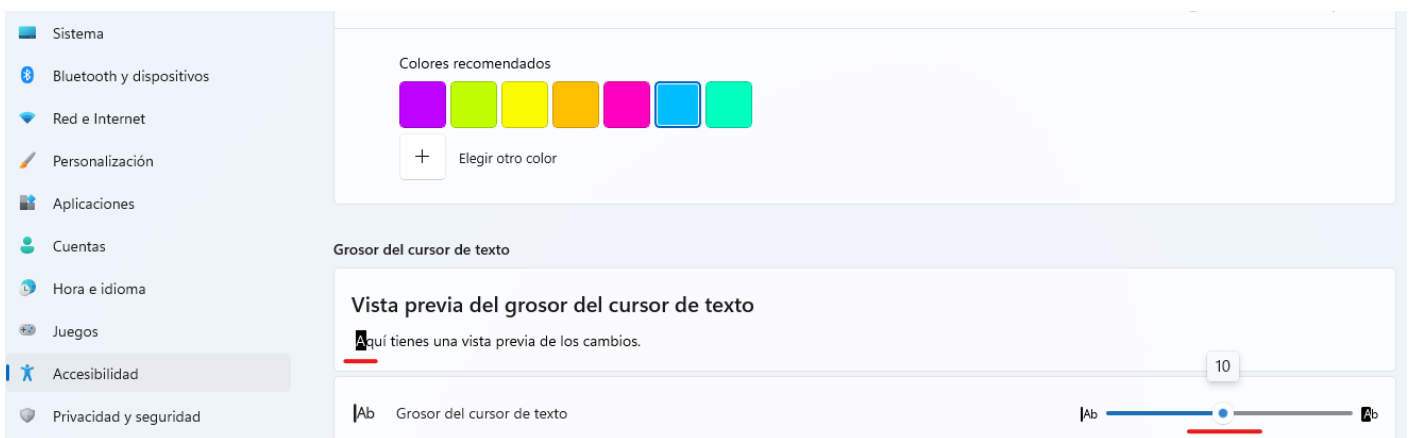 Sistema
Bluetooth y dispositivos
Red e Internet
Personalización
Aplicaciones
Cuentas
Hora e idioma
Juegos
Accesibilidad
Privacidad y seguridad
Colores recomendados
+ Elegir otro color
Grosor del cursor de texto
Vista previa del grosor del cursor de texto
Aquí tienes una vista previa de los cambios.
10
Ab Grosor del cursor de texto Ab Ab